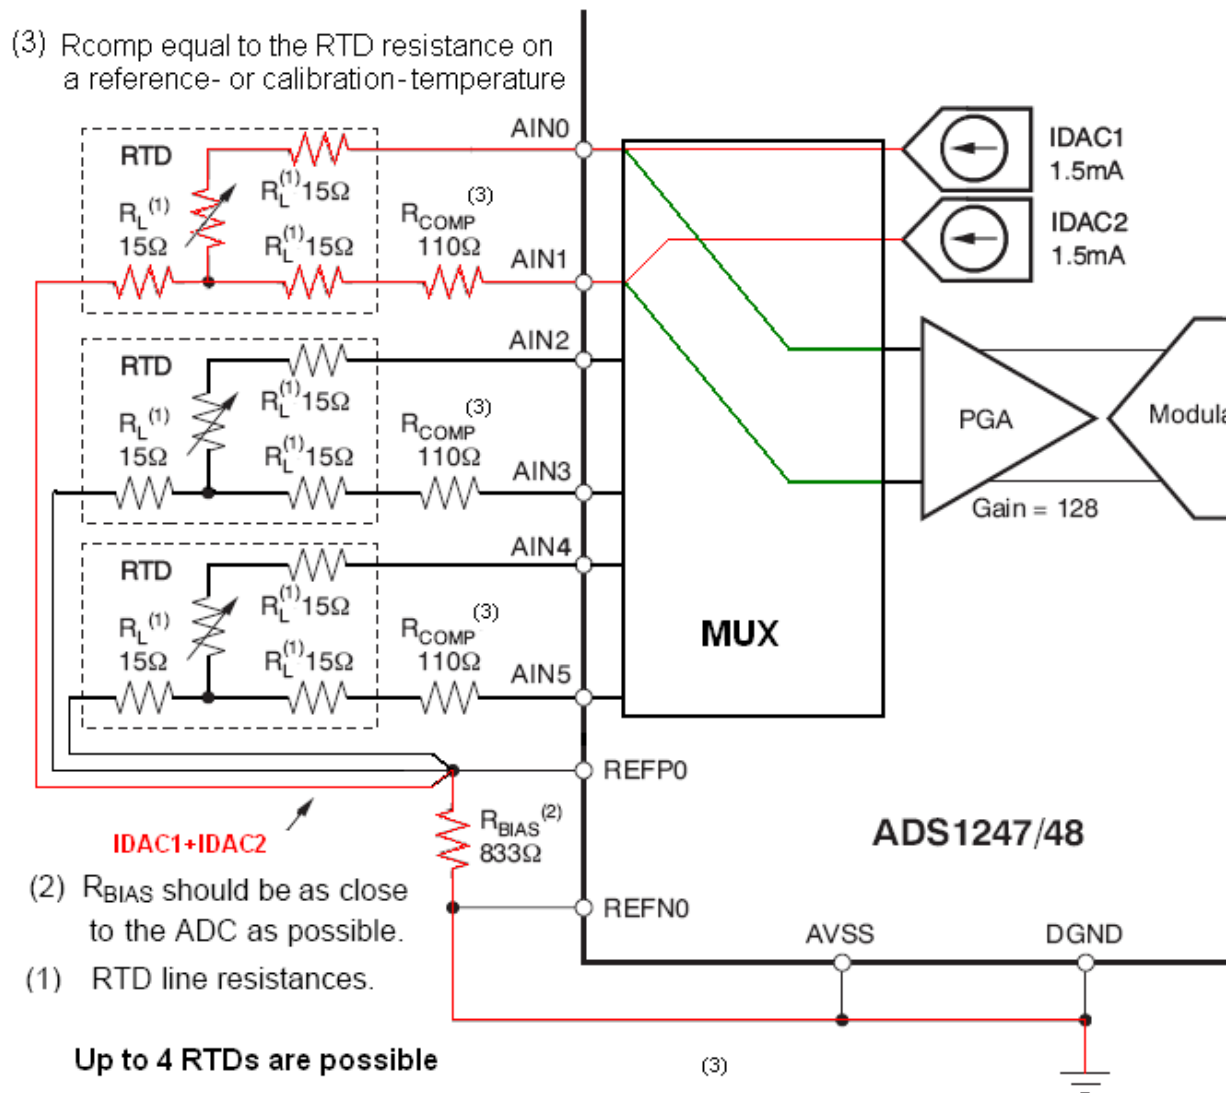 (3) Rcomp equal to the RTD resistance on
a reference- or calibration-temperature
AIN0
IDAC1
1.5mA
RTD
RL(1) 15Ω
RL(1)
15Ω
RL(1) 15Ω
RCOMP(3)
110Ω
AIN1
IDAC2
1.5mA
AIN2
RTD
RL(1) 15Ω
RL(1)
15Ω
RL(1) 15Ω
RCOMP(3)
110Ω
AIN3
PGA
Gain = 128
Modula
AIN4
RTD
RL(1) 15Ω
RL(1)
15Ω
RL(1) 15Ω
RCOMP(3)
110Ω
AIN5
MUX
REFP0
RBIAS(2)
833Ω
IDAC1+IDAC2
ADS1247/48
(2) RBIAS should be as close
to the ADC as possible.
REFN0
AVSS
DGND
(1) RTD line resistances.
Up to 4 RTDs are possible
(3)